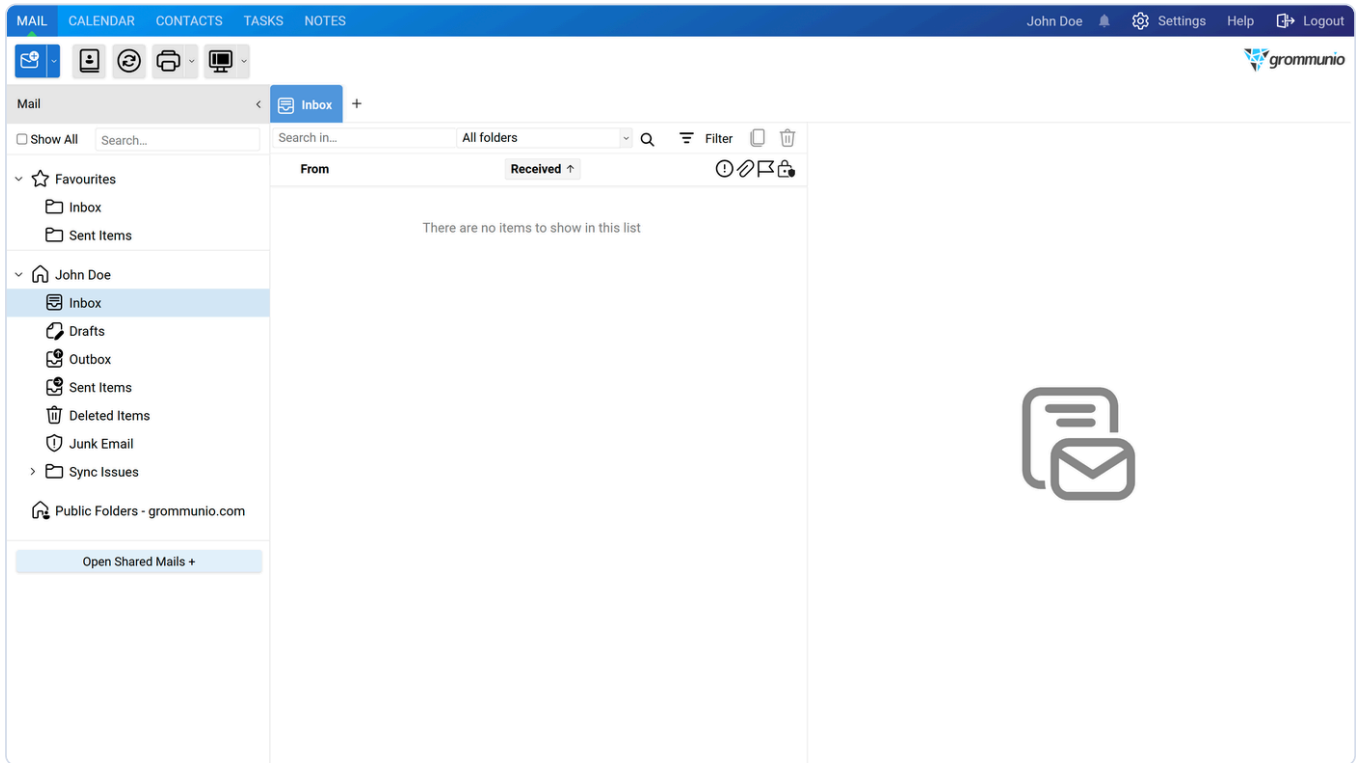 MAIL CALENDAR CONTACTS TASKS NOTES John Doe Settings Help Logout
grommunio
Mail
Inbox
Show All Search...
Search in... All folders Filter
From Received
Favourites
Inbox
Sent Items
There are no items to show in this list
John Doe
Inbox
Drafts
Outbox
Sent Items
Deleted Items
Junk Email
Sync Issues
Public Folders - grommunio.com
Open Shared Mails +